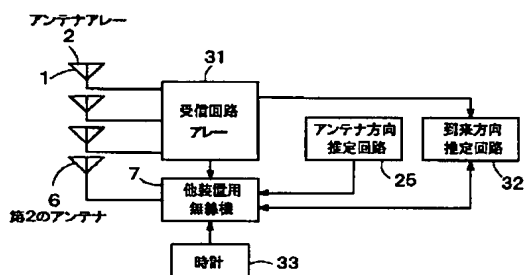 アンテナアレー
2
1
31
受信回路
アレー
アンテナ方向
推定回路
25
到来方向
推定回路
32
6
第2のアンテナ
7
他装置用
無線機
時計
33